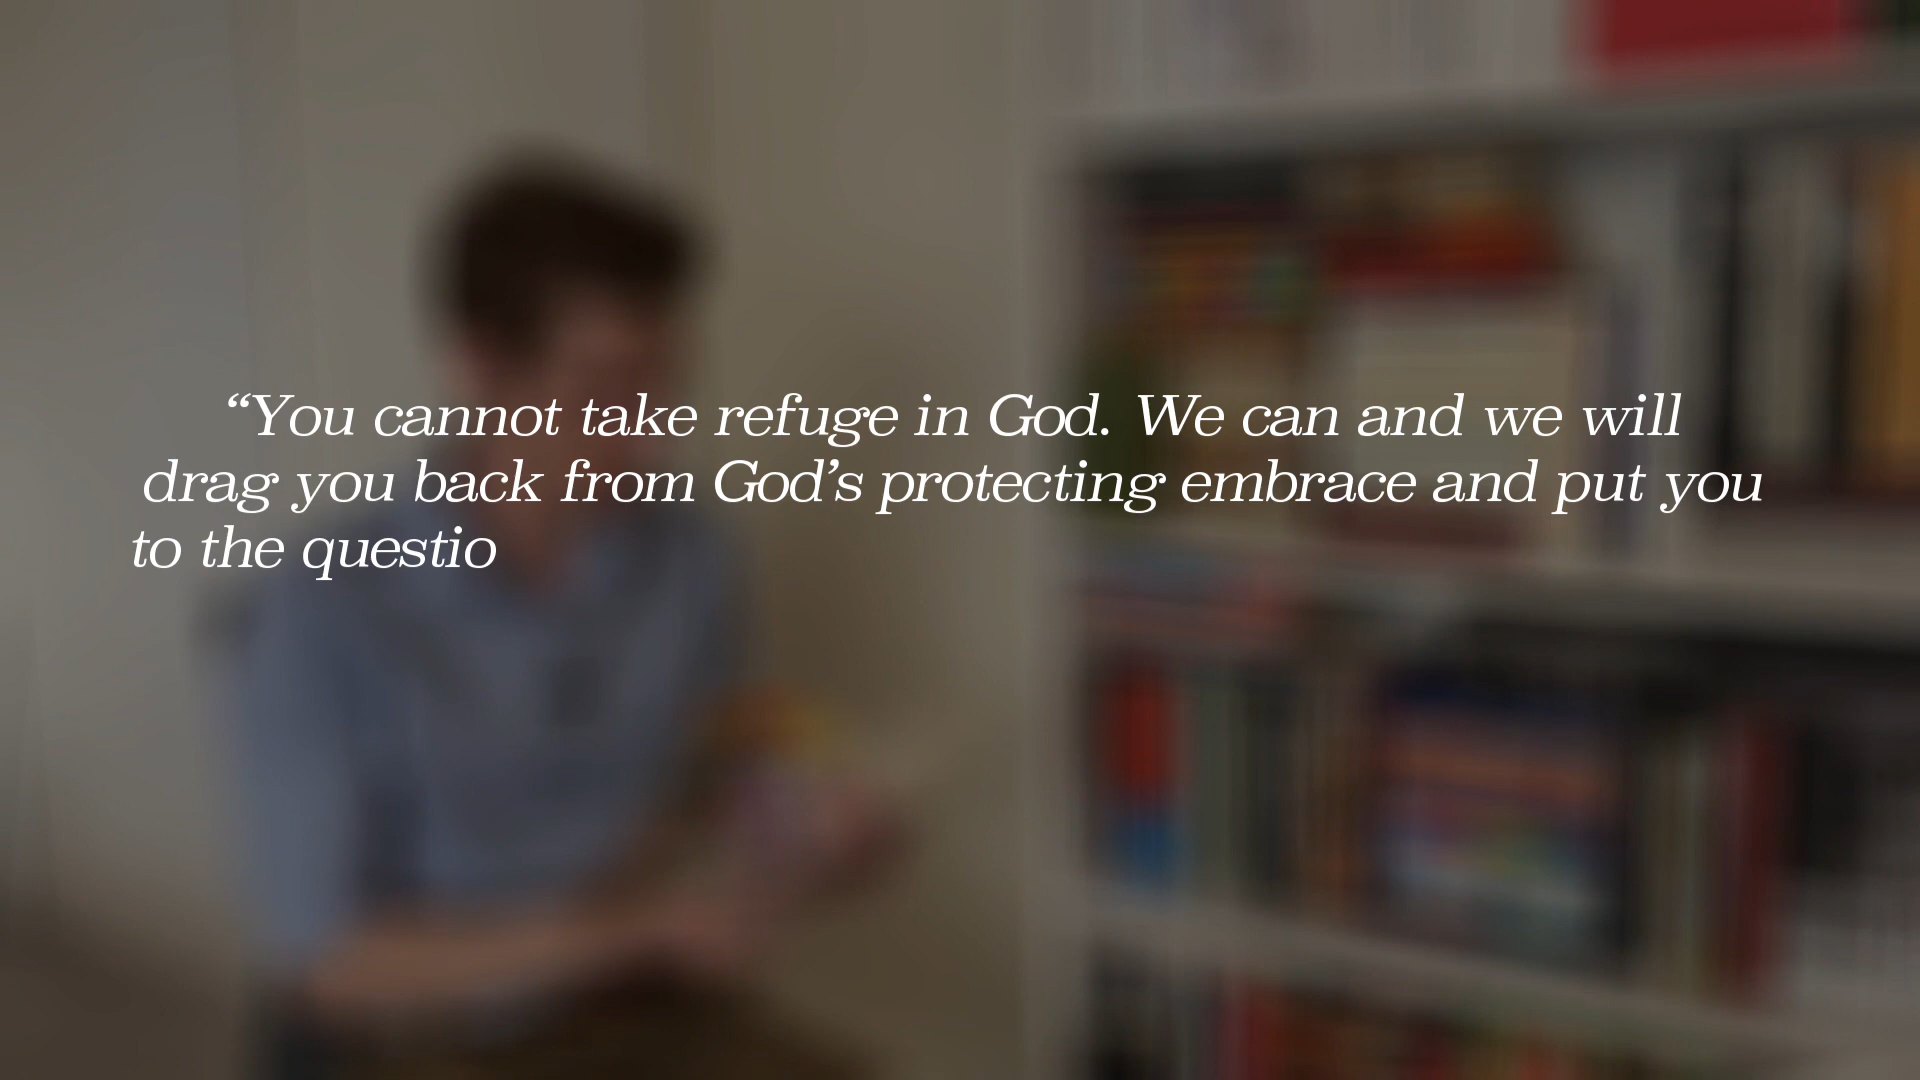 “You cannot take refuge in God. We can and we will
drag you back from God’s protecting embrace and put you
to the questio